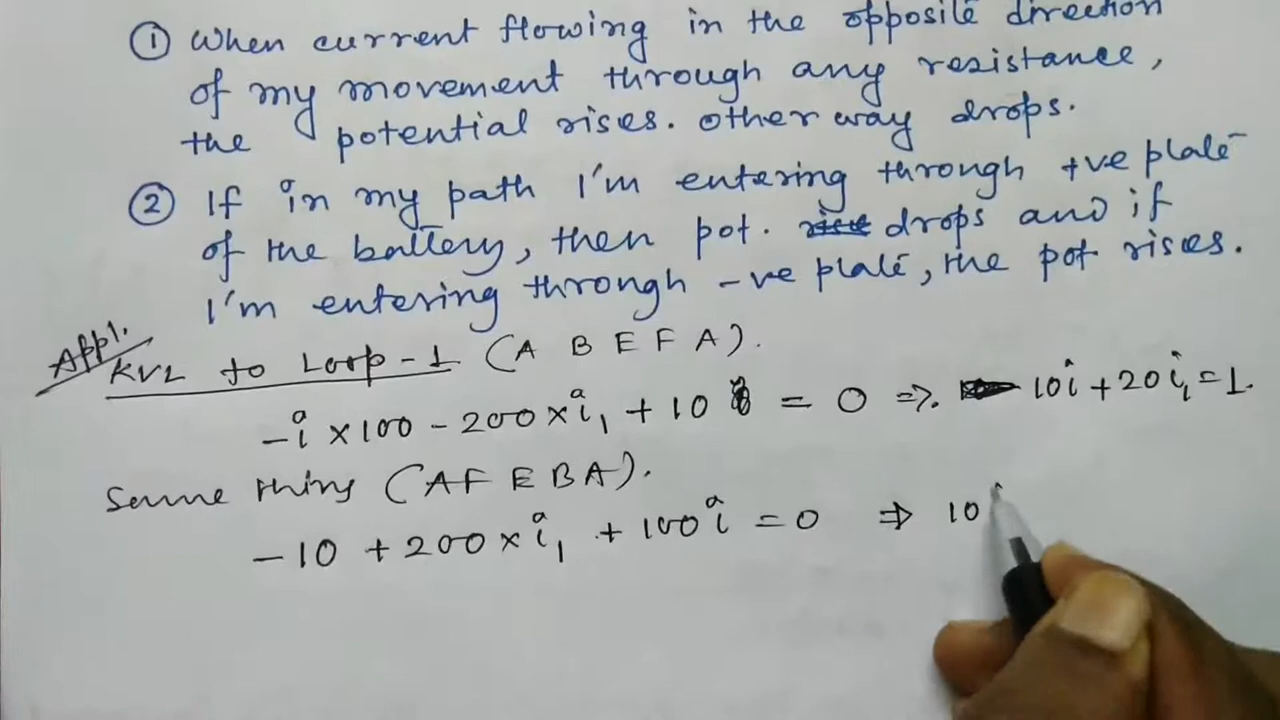 ① When current flowing in the opposite direction
of my movement through any resistance,
the potential rises. Other way drops.
② If in my path I'm entering through +ve plate
of the battery, then pot. drops and if
I'm entering through -ve plate, the pot rises.
Appl.
KVL to Loop-1 (A B E F A).
-i × 100 - 200 × i₁ + 10 = 0 ⇒ 10i + 20i₁ = 1.
Same thing (AF E B A).
-10 + 200 × i₁ + 100i = 0 ⇒ 10